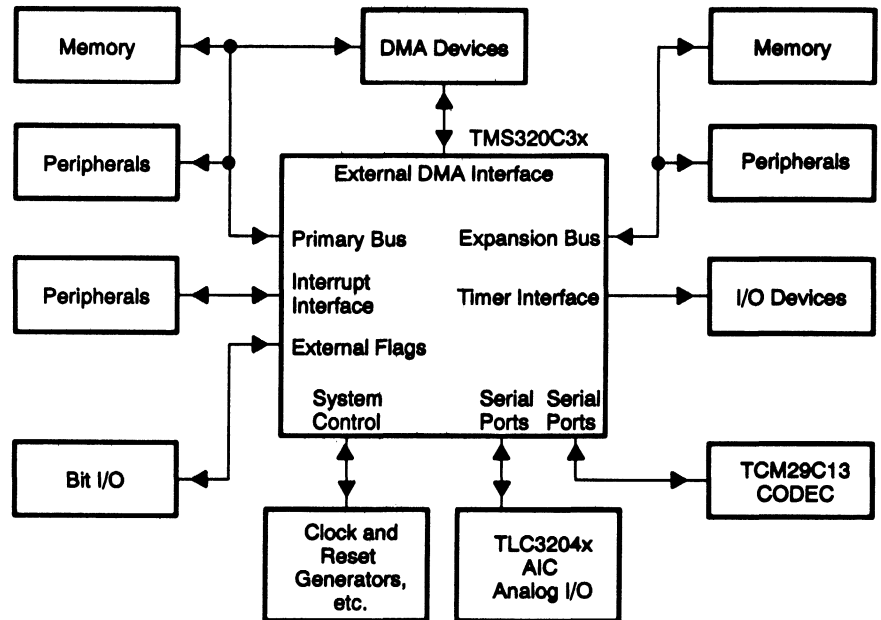 Memory
DMA Devices
Memory
TMS320C3x
Peripherals
External DMA Interface
Peripherals
Primary Bus
Expansion Bus
Peripherals
Interrupt
Interface
Timer Interface
I/O Devices
External Flags
System
Control
Serial
Ports
Serial
Ports
Bit I/O
TCM29C13
CODEC
Clock and
Reset
Generators,
etc.
TLC3204x
AIC
Analog I/O